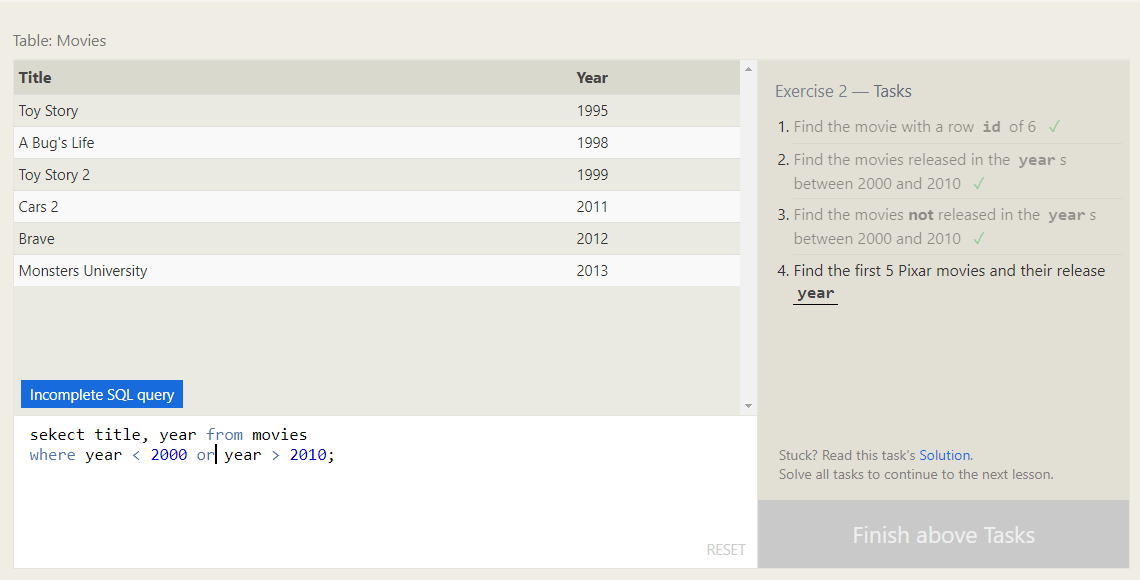 Table: Movies
Title Year
Toy Story 1995
A Bug's Life 1998
Toy Story 2 1999
Cars 2 2011
Brave 2012
Monsters University 2013
Incomplete SQL query
sekect title, year from movies
where year < 2000 or year > 2010;
RESET
Exercise 2 — Tasks
1. Find the movie with a row id of 6 ✓
2. Find the movies released in the year s
between 2000 and 2010 ✓
3. Find the movies not released in the year s
between 2000 and 2010 ✓
4. Find the first 5 Pixar movies and their release
year
Stuck? Read this task's Solution.
Solve all tasks to continue to the next lesson.
Finish above Tasks